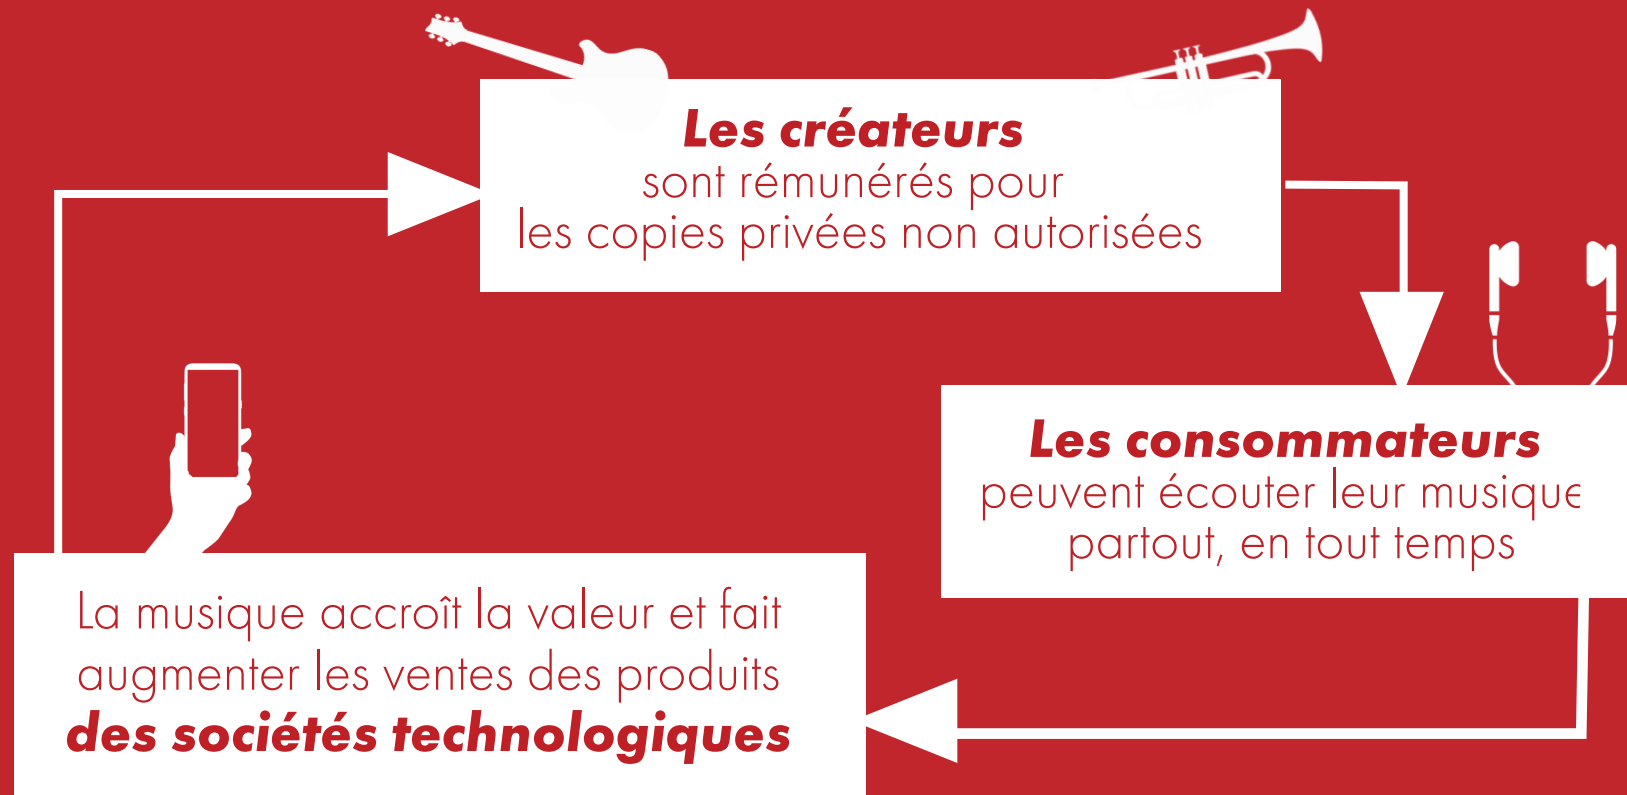 Les créateurs
sont rémunérés pour
les copies privées non autorisées
Les consommateurs
peuvent écouter leur musique
partout, en tout temps
La musique accroît la valeur et fait
augmenter les ventes des produits
des sociétés technologiques